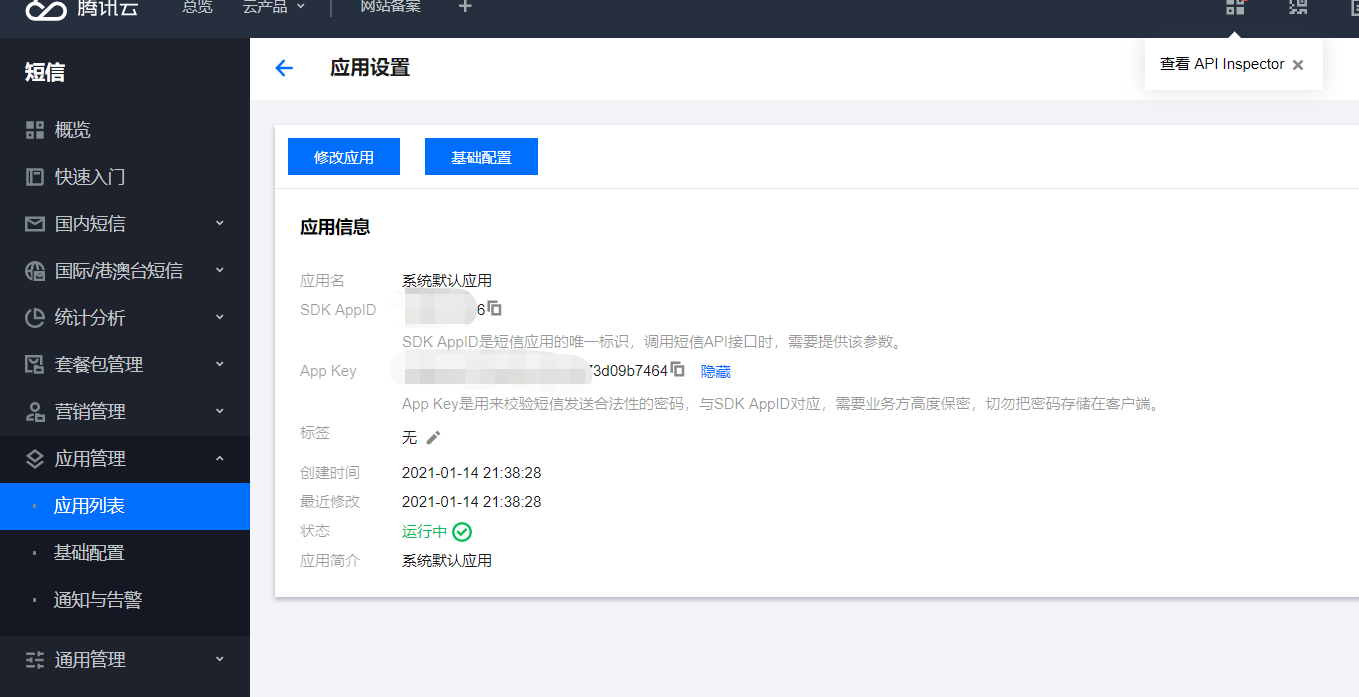 腾讯云 总览 云产品 网站备案
短信
应用设置
查看 API Inspector
概览
快速入门
国内短信
国际/港澳台短信
统计分析
套餐包管理
营销管理
应用管理
应用列表
基础配置
通知与告警
通用管理
修改应用 基础配置
应用信息
应用名 系统默认应用
SDK AppID 6
SDK AppID是短信应用的唯一标识，调用短信API接口时，需要提供该参数。
App Key 73d09b7464 隐藏
App Key是用来校验短信发送合法性的密码，与SDK AppID对应，需要业务方高度保密，切勿把密码存储在客户端。
标签 无
创建时间 2021-01-14 21:38:28
最近修改 2021-01-14 21:38:28
状态 运行中
应用简介 系统默认应用